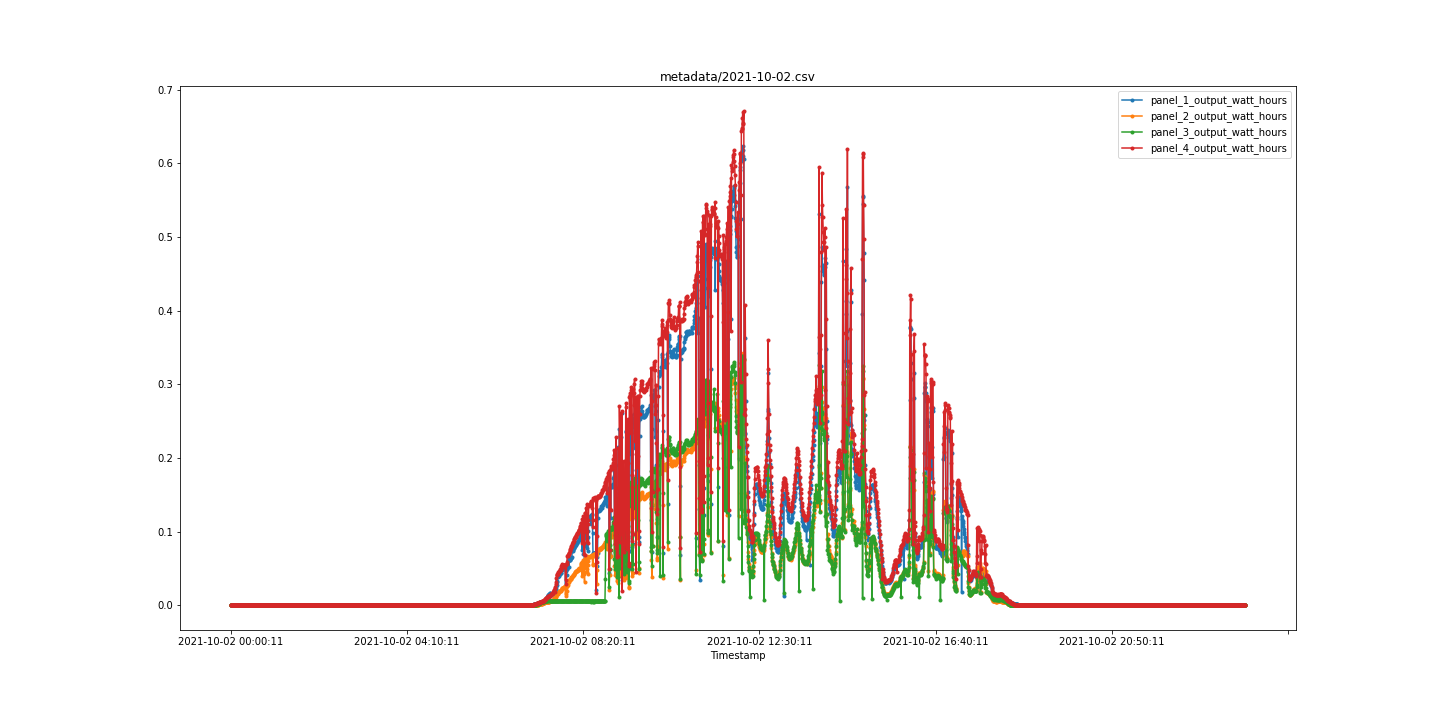 metadata/2021-10-02.csv
panel_1_output_watt_hours
panel_2_output_watt_hours
panel_3_output_watt_hours
panel_4_output_watt_hours
0.7
0.6
0.5
0.4
0.3
0.2
0.1
0.0
2021-10-02 00:00:11 2021-10-02 04:10:11 2021-10-02 08:20:11 2021-10-02 12:30:11 2021-10-02 16:40:11 2021-10-02 20:50:11
Timestamp